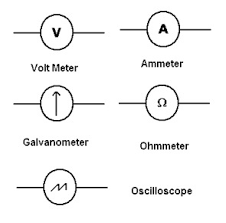 V
A
Volt Meter
Ammeter
Ω
Galvanometer
Ohmmeter
Oscilloscope